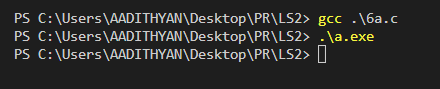 PS C:\Users\AADITHYAN\Desktop\PR\LS2> gcc .\6a.c
PS C:\Users\AADITHYAN\Desktop\PR\LS2> .\a.exe
PS C:\Users\AADITHYAN\Desktop\PR\LS2>